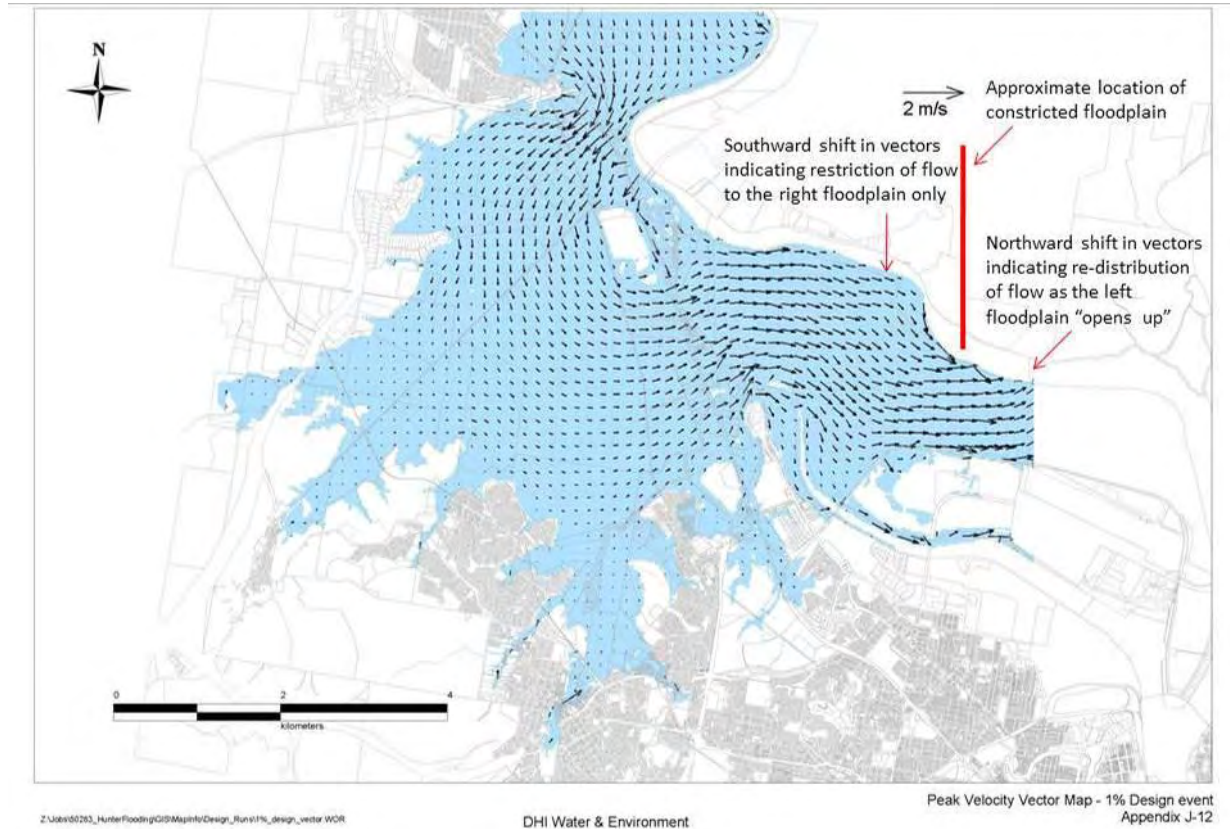 N
2 m/s
Approximate location of
constricted floodplain
Southward shift in vectors
indicating restriction of flow
to the right floodplain only
Northward shift in vectors
indicating re-distribution
of flow as the left
floodplain “opens up”
0 2 4
kilometers
Peak Velocity Vector Map - 1% Design event
Appendix J-12
Z:\Jobs\50263_HunterFlooding\GIS\MapInfo\Design_Runs\1%_design_vector.WOR
DHI Water & Environment